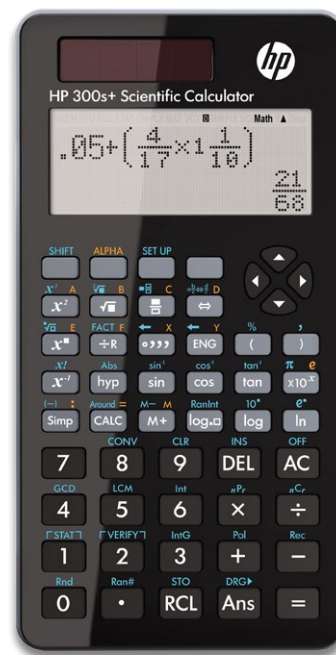 hp
HP 300s+ Scientific Calculator
Math ▲
.05+(4/17×1 1/10)
21/68
SHIFT ALPHA SET UP
x³ A ³√■ B C D
x² √■ ⇔
E FACT F ← X ← Y % ,
x■ ÷R °,,, ENG ( )
x! Abs sin⁻¹ cos⁻¹ tan⁻¹ π e
x⁻¹ hyp sin cos tan ×10ˣ
(−) : Around = M− M RanInt 10■ e■
Simp CALC M+ log■□ log ln
CONV CLR INS OFF
7 8 9 DEL AC
GCD LCM Int nPr nCr
4 5 6 × ÷
STAT VERIFY IntG Pol Rec
1 2 3 + −
Rnd Ran# STO DRG▶
0 • RCL Ans =